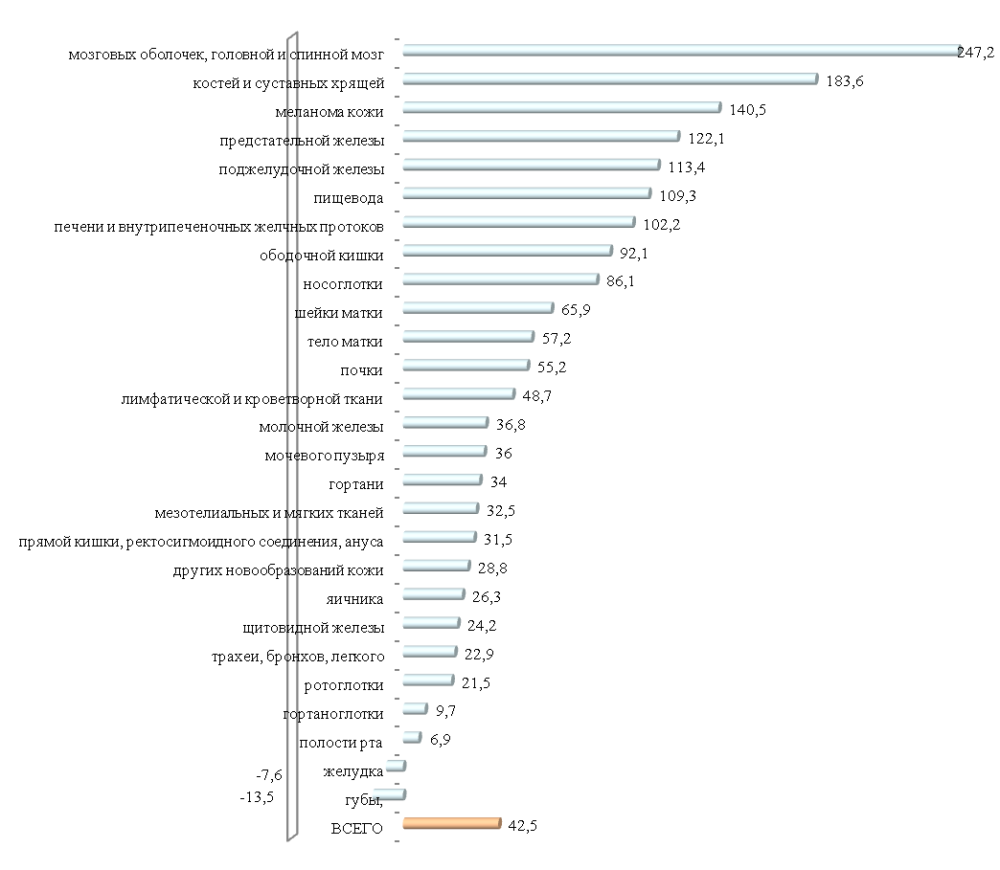 мозговых оболочек, головной и спинной мозг 247,2
костей и суставных хрящей 183,6
меланома кожи 140,5
предстательной железы 122,1
поджелудочной железы 113,4
пищевода 109,3
печени и внутрипеченочных желчных протоков 102,2
ободочной кишки 92,1
носоглотки 86,1
шейки матки 65,9
тело матки 57,2
почки 55,2
лимфатической и кроветворной ткани 48,7
молочной железы 36,8
мочевого пузыря 36
гортани 34
мезотелиальных и мягких тканей 32,5
прямой кишки, ректосигмоидного соединения, ануса 31,5
других новообразований кожи 28,8
яичника 26,3
щитовидной железы 24,2
трахеи, бронхов, легкого 22,9
ротоглотки 21,5
гортаноглотки 9,7
полости рта 6,9
-7,6 желудка
-13,5 губы,
ВСЕГО 42,5